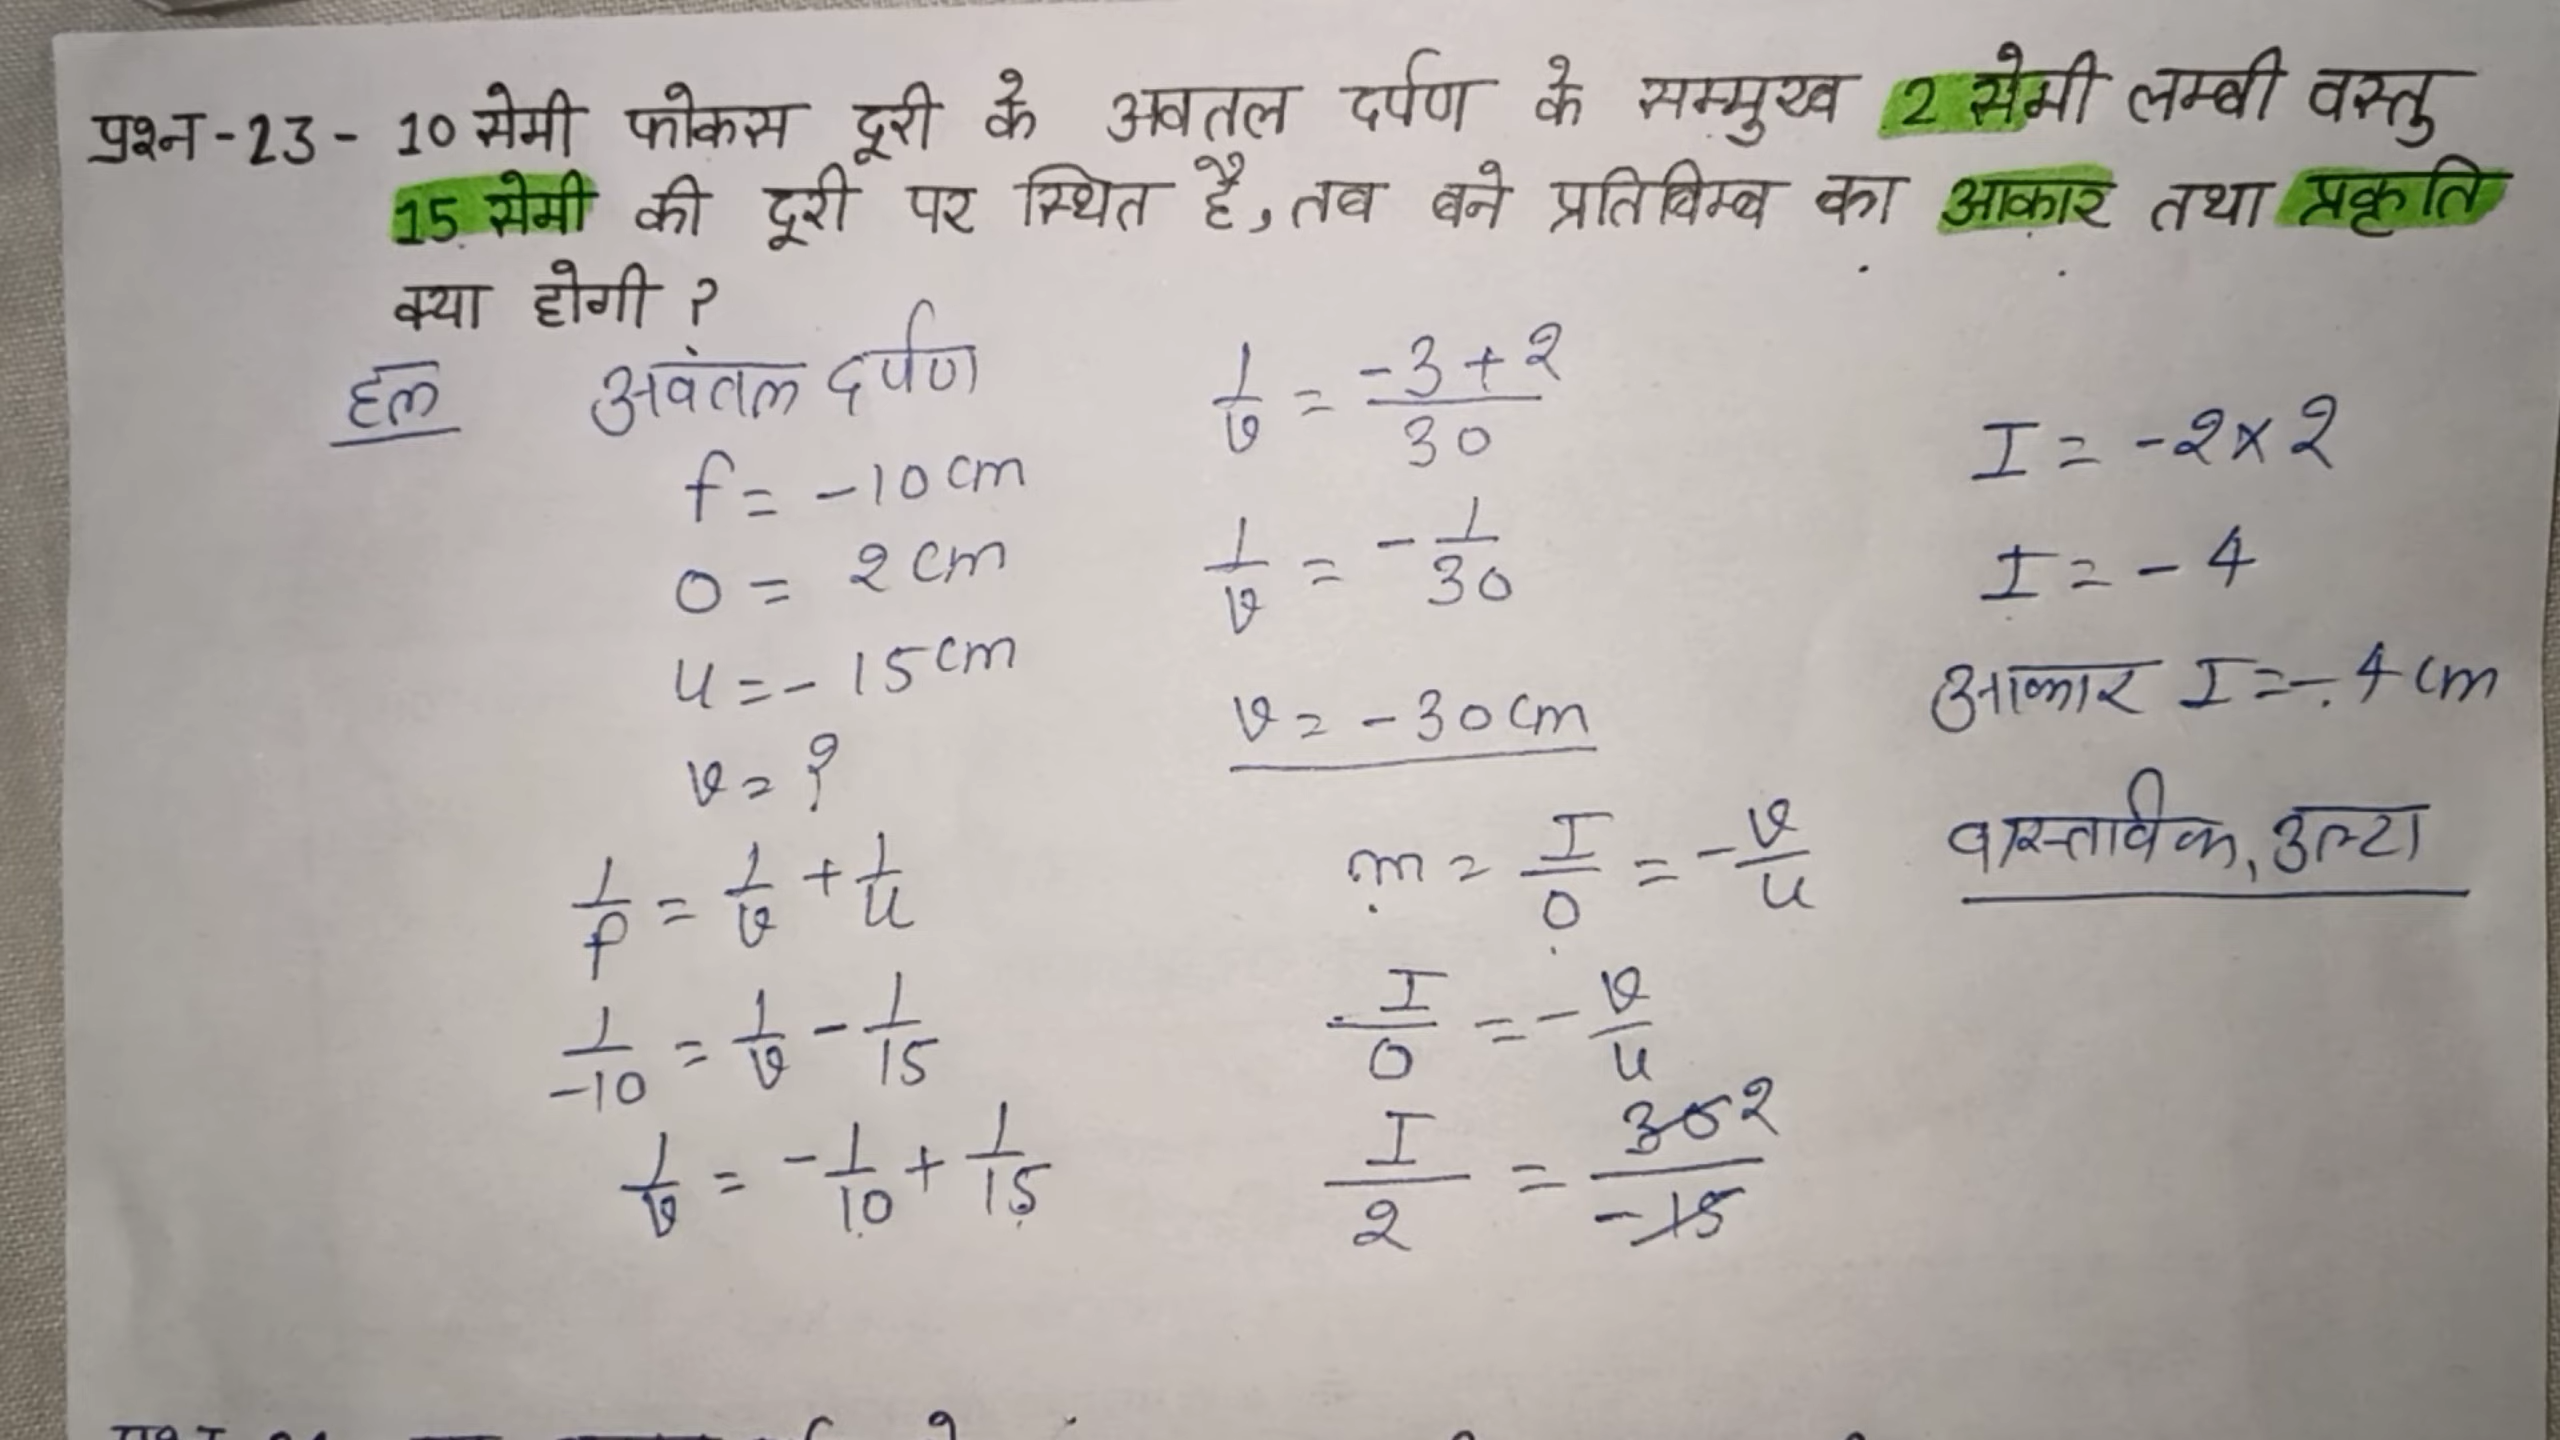 प्रश्न-23- 10 सेमी फोकस दूरी के अवतल दर्पण के सम्मुख 2 सेमी लम्बी वस्तु
15 सेमी की दूरी पर स्थित है, तब बने प्रतिबिम्ब का आकार तथा प्रकृति
क्या होगी ?
हल अवतल दर्पण
f = -10 cm
O = 2 cm
u = - 15 cm
v = ?
1/f = 1/v + 1/u
1/-10 = 1/v - 1/15
1/v = -1/10 + 1/15
1/v = -3+2/30
1/v = -1/30
v = -30 cm
m = I/O = -v/u
I/O = -v/u
I/2 = 30 2/-15
I = -2×2
I = -4
आकार I = -4 cm
वास्तविक, उल्टा